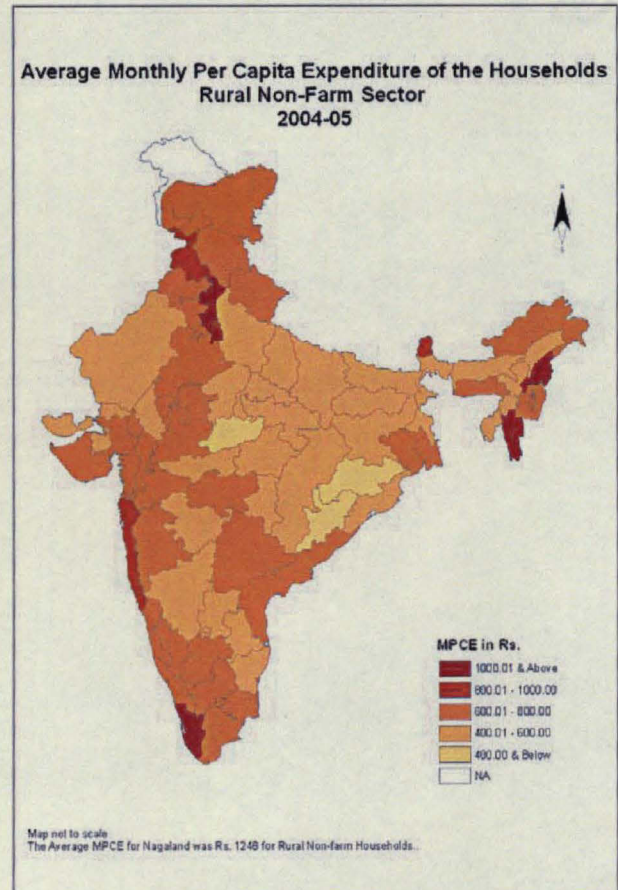 Average Monthly Per Capita Expenditure of the Households
Rural Non-Farm Sector
2004-05
MPCE in Rs.
1000.01 & Above
800.01 - 1000.00
600.01 - 800.00
400.01 - 600.00
400.00 & Below
NA
Map not to scale
The Average MPCE for Nagaland was Rs. 1248 for Rural Non-farm Households..